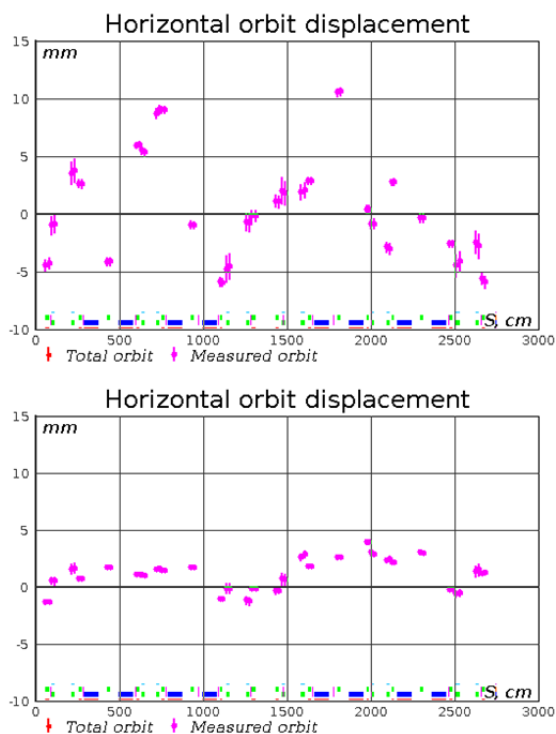 Horizontal orbit displacement
15
mm
10
5
0
-5
-10
0 500 1000 1500 2000 2500 3000
S, cm
Total orbit Measured orbit
Horizontal orbit displacement
15
mm
10
5
0
-5
-10
0 500 1000 1500 2000 2500 3000
S, cm
Total orbit Measured orbit